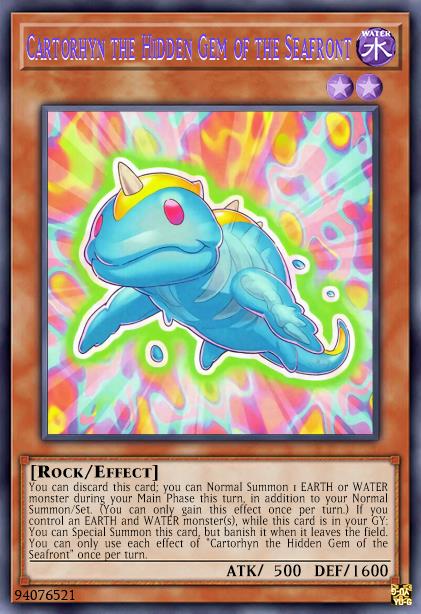 Cartorhyn the Hidden Gem of the Seafront
WATER
水
[Rock/Effect]
You can discard this card; you can Normal Summon 1 EARTH or WATER
monster during your Main Phase this turn, in addition to your Normal
Summon/Set. (You can only gain this effect once per turn.) If you
control an EARTH and WATER monster(s), while this card is in your GY:
You can Special Summon this card, but banish it when it leaves the field.
You can only use each effect of "Cartorhyn the Hidden Gem of the
Seafront" once per turn.
ATK/ 500 DEF/1600
94076521